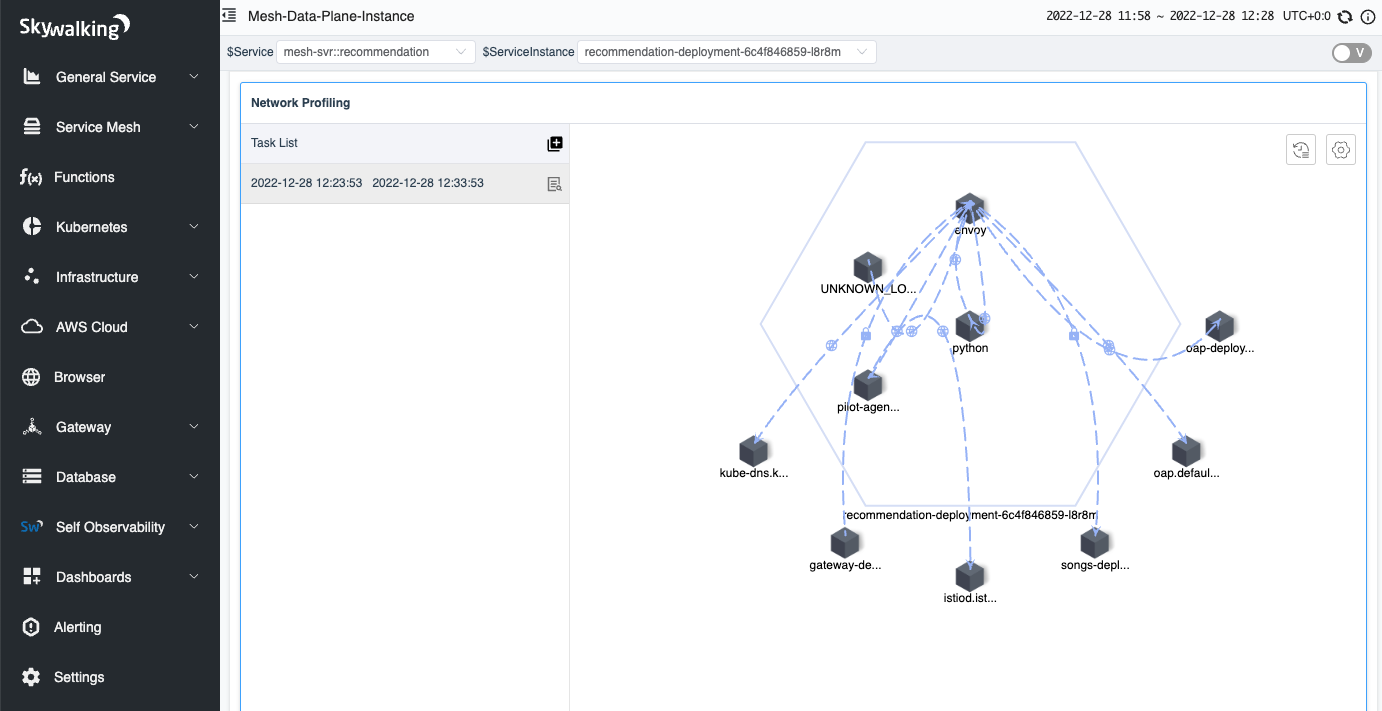 Skywalking
General Service
Service Mesh
f(x) Functions
Kubernetes
Infrastructure
AWS Cloud
Browser
Gateway
Database
Sw Self Observability
Dashboards
Alerting
Settings
Mesh-Data-Plane-Instance
2022-12-28 11:58 ~ 2022-12-28 12:28 UTC+0:0
$Service mesh-svr::recommendation $ServiceInstance recommendation-deployment-6c4f846859-l8r8m V
Network Profiling
Task List
2022-12-28 12:23:53 2022-12-28 12:33:53
envoy
UNKNOWN_LO...
python
oap-deploy...
pilot-agen...
kube-dns.k...
oap.defaul...
recommendation-deployment-6c4f846859-l8r8m
gateway-de...
songs-depl...
istiod.ist...